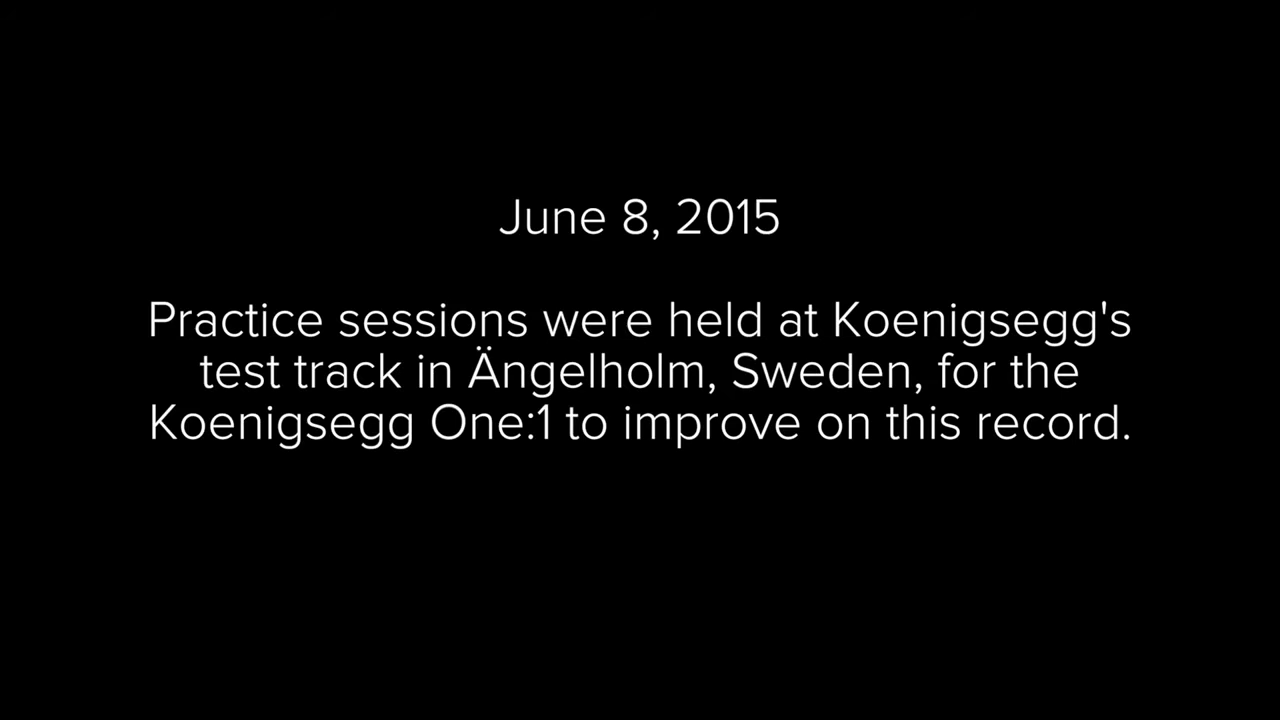 June 8, 2015
Practice sessions were held at Koenigsegg's
test track in Ängelholm, Sweden, for the
Koenigsegg One:1 to improve on this record.